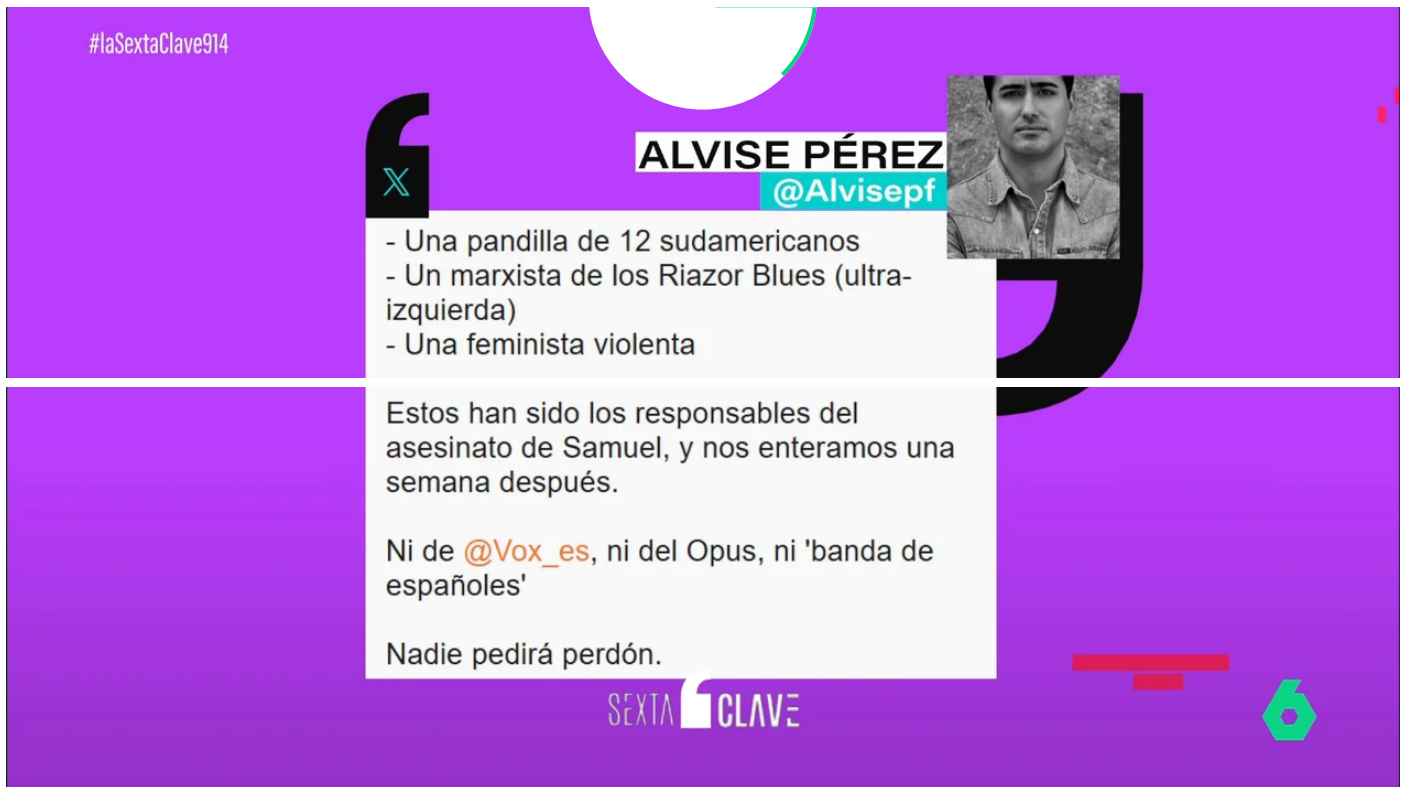 #laSextaClave914
ALVISE PÉREZ
@Alvisepf
- Una pandilla de 12 sudamericanos
- Un marxista de los Riazor Blues (ultra-
izquierda)
- Una feminista violenta
Estos han sido los responsables del
asesinato de Samuel, y nos enteramos una
semana después.
Ni de @Vox_es, ni del Opus, ni 'banda de
españoles'
Nadie pedirá perdón.
SEXTA CLAVE
6